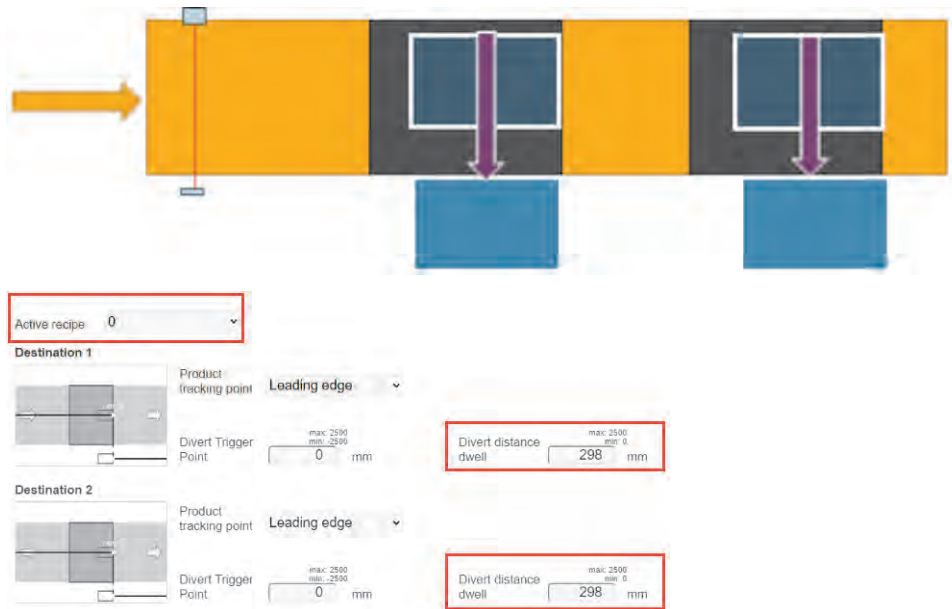 Active recipe 0
Destination 1
Product
tracking point Leading edge
Divert Trigger
Point
max: 2500
min: -2500
0 mm
Divert distance
dwell
max: 2500
min: 0
298 mm
Destination 2
Product
tracking point Leading edge
Divert Trigger
Point
max: 2500
min: -2500
0 mm
Divert distance
dwell
max: 2500
min: 0
298 mm